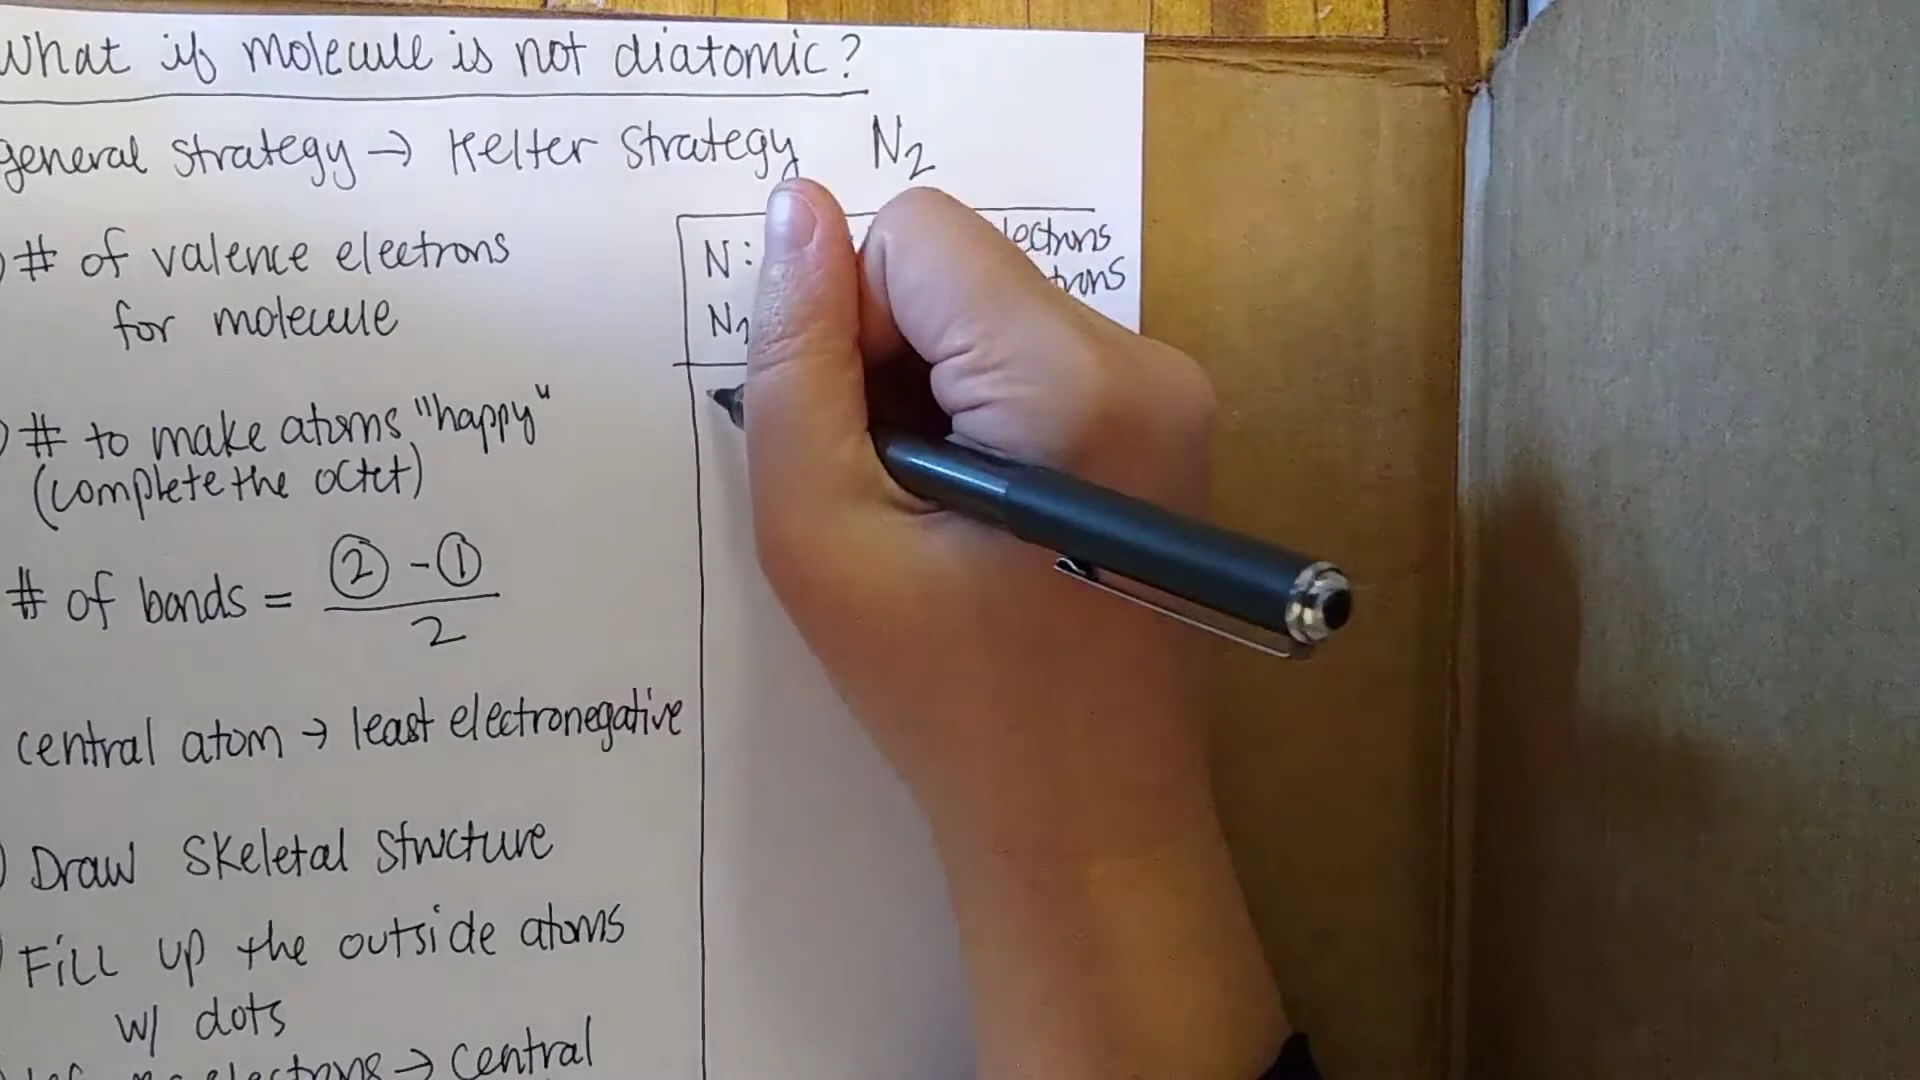 What if molecule is not diatomic?
general strategy → Kelter strategy N2
# of valence electrons
for molecule
N:
N2
# to make atoms "happy"
(complete the octet)
# of bonds = (2) - (1)
2
central atom → least electronegative
Draw skeletal structure
Fill up the outside atoms
w/ dots
→ central